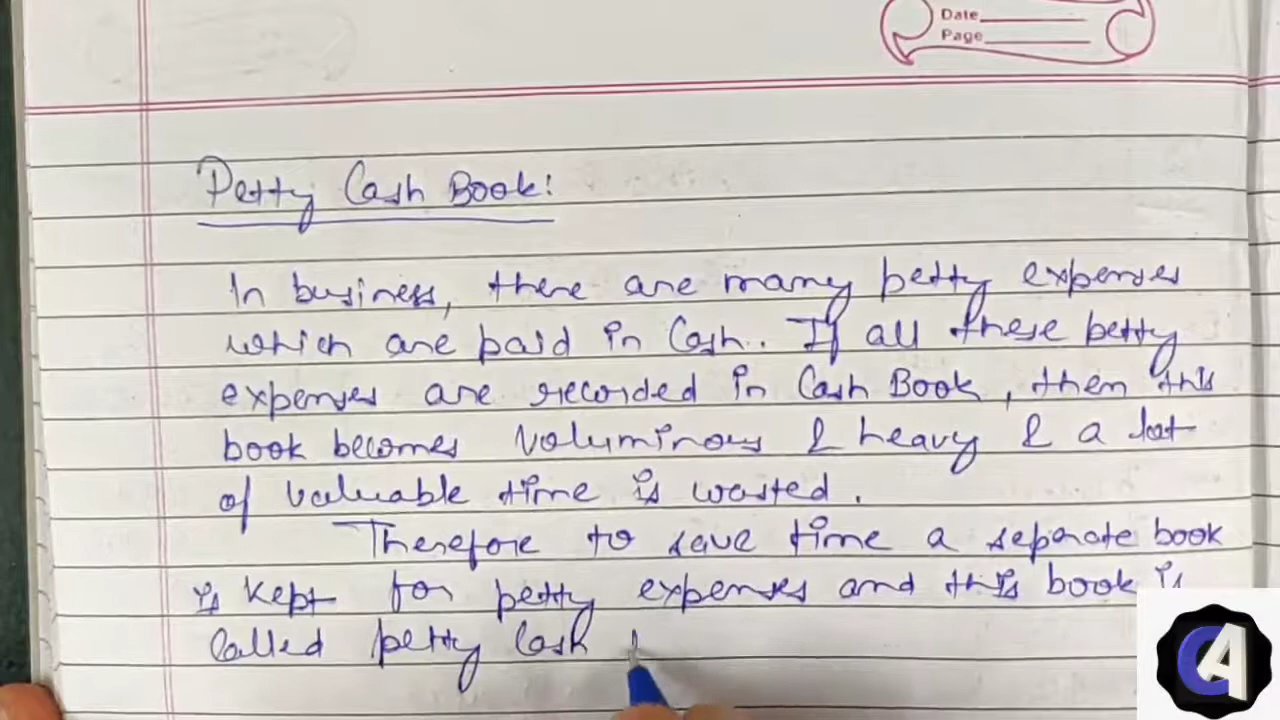 Date
Page
Petty Cash Book:
In business, there are many petty expenses
which are paid in Cash. If all these petty
expenses are recorded in Cash Book, then this
book becomes voluminous & heavy & a lot
of valuable time is wasted.
Therefore to save time a separate book
is kept for petty expenses and this book is
Called petty Cash
CA